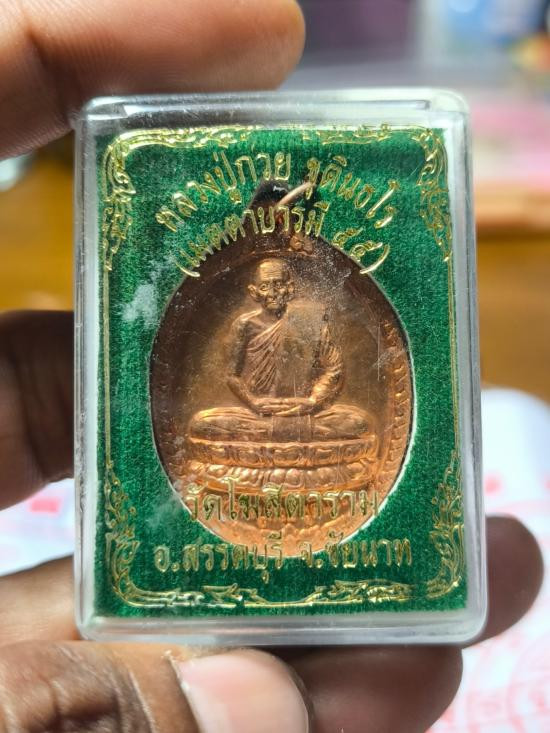 หลวงปู่กวย ชุตินฺธโร
(เมตตาบารมี ๕๕)
วัดโฆสิตาราม
อ.สรรคบุรี จ.ชัยนาท